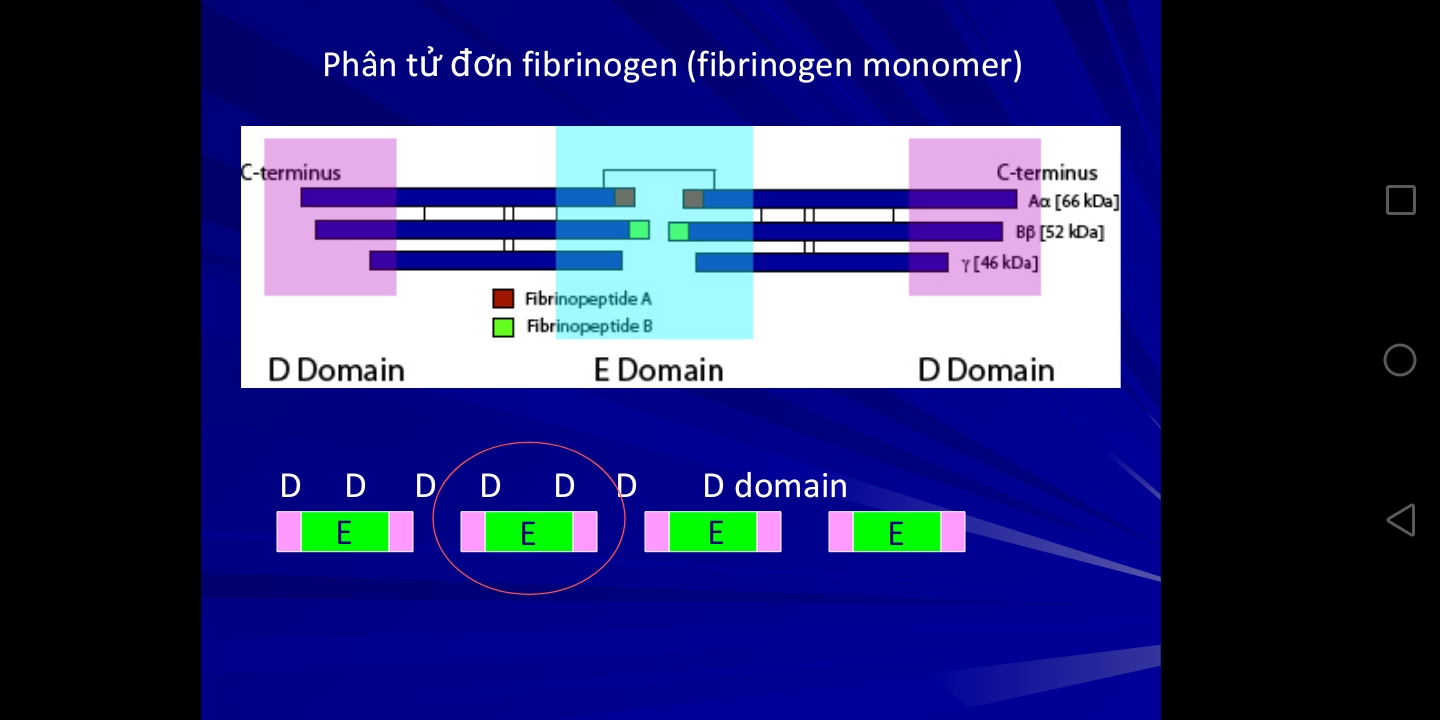 Phân tử đơn fibrinogen (fibrinogen monomer)
C-terminus C-terminus
Aα [66 kDa]
Bβ [52 kDa]
γ [46 kDa]
Fibrinopeptide A
Fibrinopeptide B
D Domain E Domain D Domain
D D D D D D D domain
E E E E